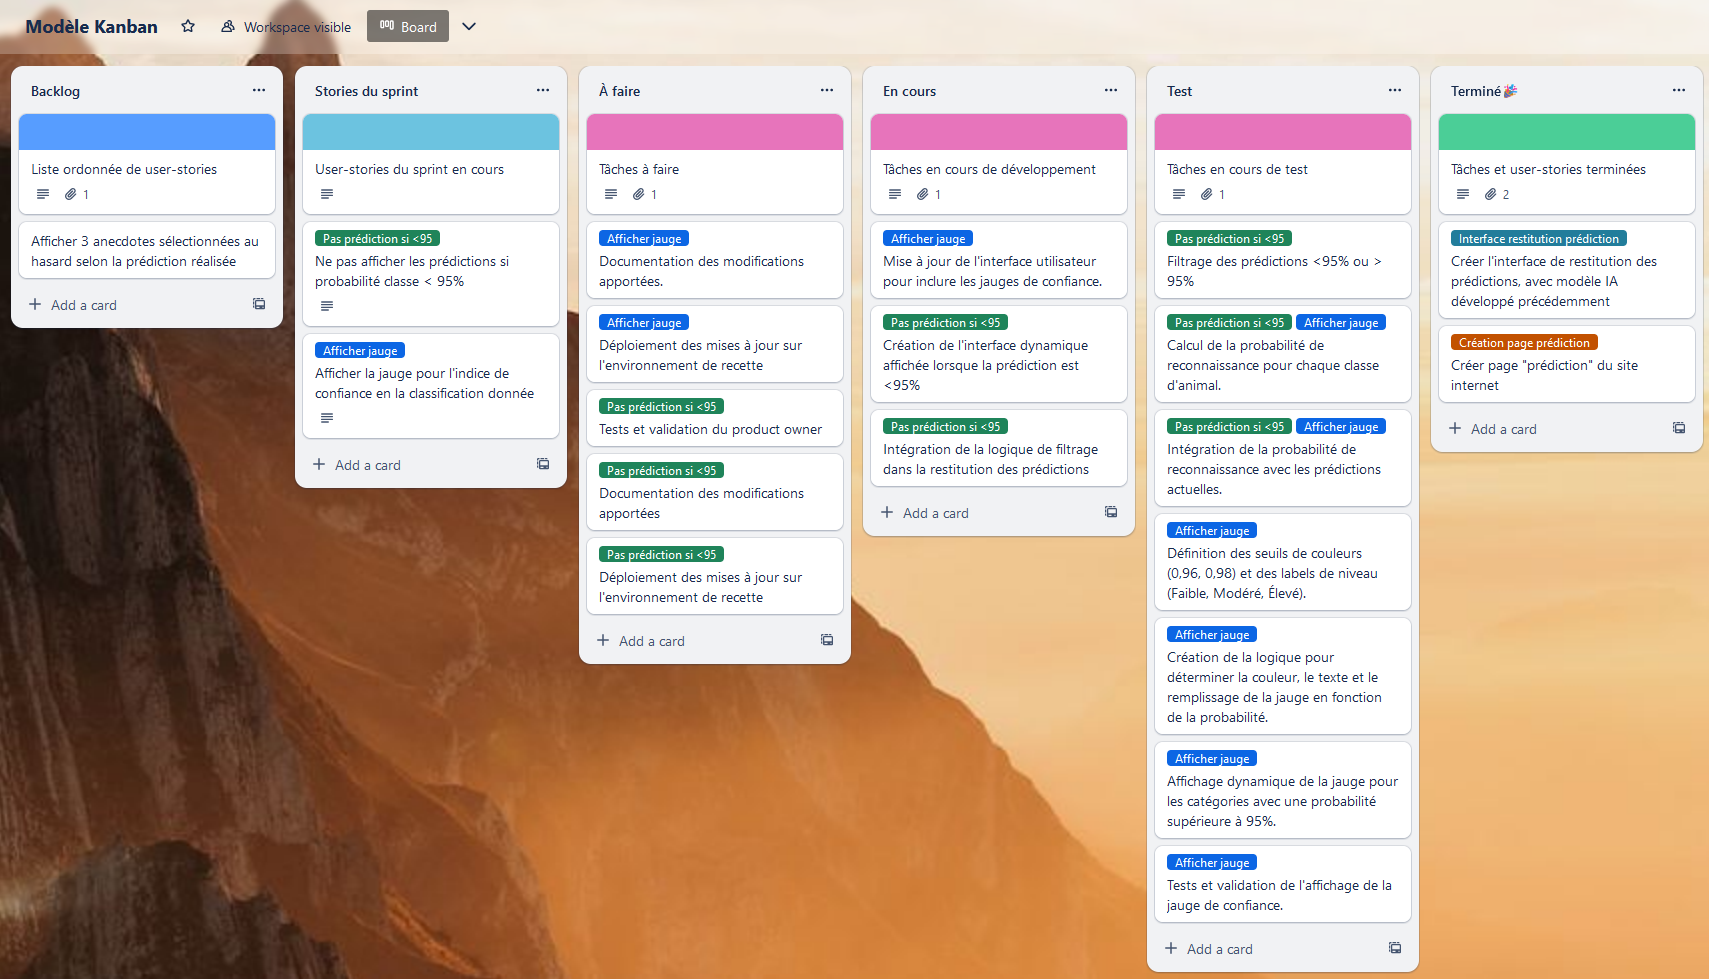 Modèle Kanban
Workspace visible
Board
Backlog
Liste ordonnée de user-stories
1
Afficher 3 anecdotes sélectionnées au
hasard selon la prédiction réalisée
Add a card
Stories du sprint
User-stories du sprint en cours
Pas prédiction si <95
Ne pas afficher les prédictions si
probabilité classe < 95%
Afficher jauge
Afficher la jauge pour l'indice de
confiance en la classification donnée
Add a card
À faire
Tâches à faire
1
Afficher jauge
Documentation des modifications
apportées.
Afficher jauge
Déploiement des mises à jour sur
l'environnement de recette
Pas prédiction si <95
Tests et validation du product owner
Pas prédiction si <95
Documentation des modifications
apportées
Pas prédiction si <95
Déploiement des mises à jour sur
l'environnement de recette
Add a card
En cours
Tâches en cours de développement
1
Afficher jauge
Mise à jour de l'interface utilisateur
pour inclure les jauges de confiance.
Pas prédiction si <95
Création de l'interface dynamique
affichée lorsque la prédiction est
<95%
Pas prédiction si <95
Intégration de la logique de filtrage
dans la restitution des prédictions
Add a card
Test
Tâches en cours de test
1
Pas prédiction si <95
Filtrage des prédictions <95% ou >
95%
Pas prédiction si <95 Afficher jauge
Calcul de la probabilité de
reconnaissance pour chaque classe
d'animal.
Pas prédiction si <95 Afficher jauge
Intégration de la probabilité de
reconnaissance avec les prédictions
actuelles.
Afficher jauge
Définition des seuils de couleurs
(0,96, 0,98) et des labels de niveau
(Faible, Modéré, Élevé).
Afficher jauge
Création de la logique pour
déterminer la couleur, le texte et le
remplissage de la jauge en fonction
de la probabilité.
Afficher jauge
Affichage dynamique de la jauge pour
les catégories avec une probabilité
supérieure à 95%.
Afficher jauge
Tests et validation de l'affichage de la
jauge de confiance.
Add a card
Terminé🎉
Tâches et user-stories terminées
2
Interface restitution prédiction
Créer l'interface de restitution des
prédictions, avec modèle IA
développé précédemment
Création page prédiction
Créer page "prédiction" du site
internet
Add a card